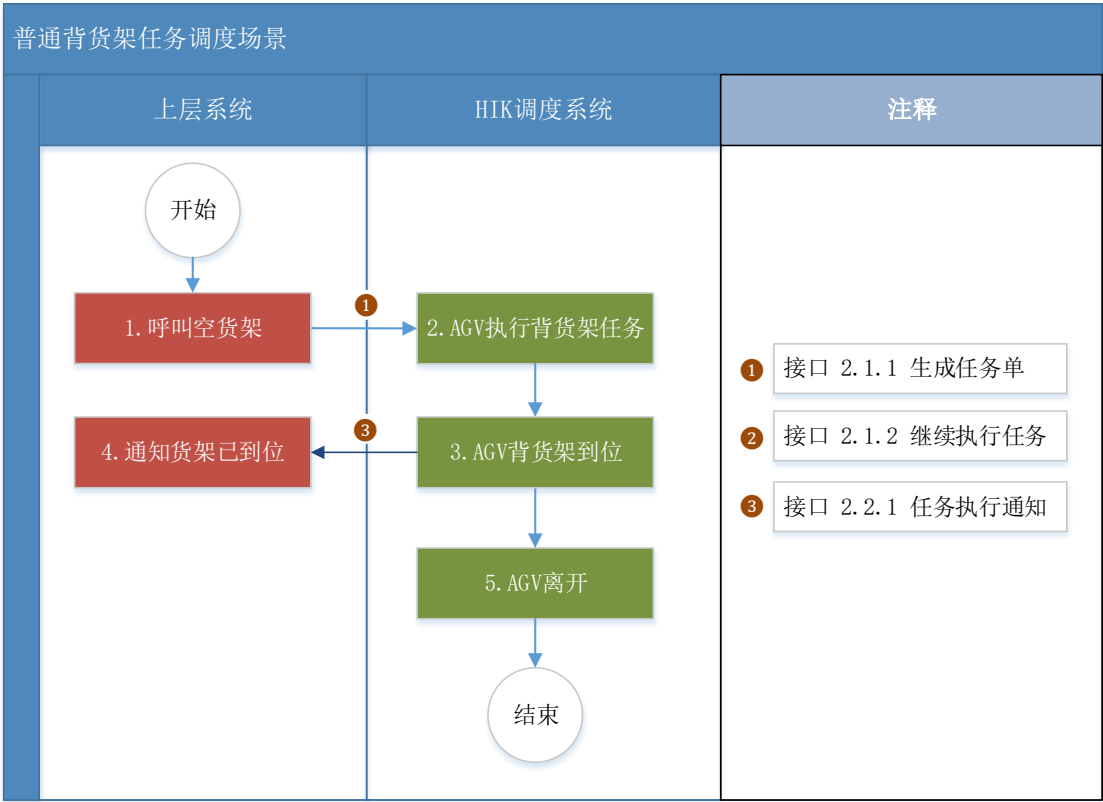 普通背货架任务调度场景
上层系统
HIK调度系统
注释
开始
1.呼叫空货架
1
2.AGV执行背货架任务
4.通知货架已到位
3
3.AGV背货架到位
5.AGV离开
结束
1 接口 2.1.1 生成任务单
2 接口 2.1.2 继续执行任务
3 接口 2.2.1 任务执行通知